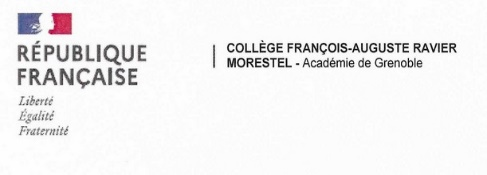 RÉPUBLIQUE
FRANÇAISE
Liberté
Égalité
Fraternité
COLLÈGE FRANÇOIS-AUGUSTE RAVIER
MORESTEL - Académie de Grenoble